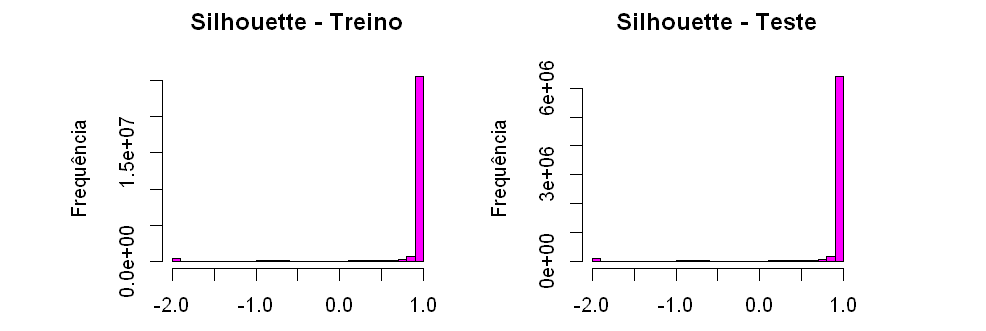 Silhouette - Treino
Frequência
0.0e+00
1.5e+07
-2.0
-1.0
0.0
1.0
Silhouette - Teste
Frequência
0e+00
3e+06
6e+06
-2.0
-1.0
0.0
1.0